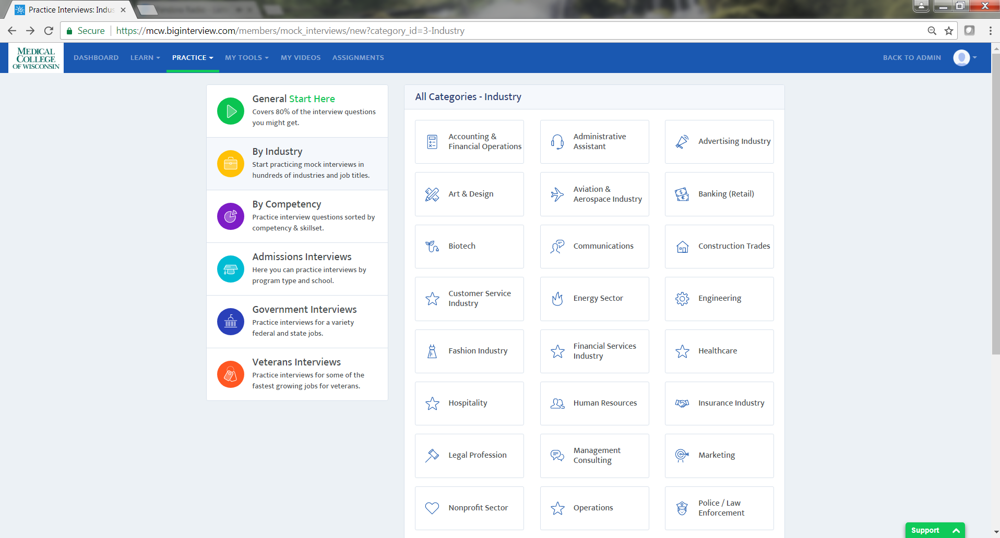 Practice Interviews: Indus
Secure
https://mcw.biginterview.com/members/mock_interviews/new?category_id=3-Industry
MEDICAL
COLLEGE
OF WISCONSIN
DASHBOARD
LEARN
PRACTICE
MY TOOLS
MY VIDEOS
ASSIGNMENTS
BACK TO ADMIN
General Start Here
Covers 80% of the interview questions
you might get.
By Industry
Start practicing mock interviews in
hundreds of industries and job titles.
By Competency
Practice interview questions sorted by
competency & skillset.
Admissions Interviews
Here you can practice interviews by
program type and school.
Government Interviews
Practice interviews for a variety
federal and state jobs.
Veterans Interviews
Practice interviews for some of the
fastest growing jobs for veterans.
All Categories - Industry
Accounting &
Financial Operations
Administrative
Assistant
Advertising Industry
Art & Design
Aviation &
Aerospace Industry
Banking (Retail)
Biotech
Communications
Construction Trades
Customer Service
Industry
Energy Sector
Engineering
Fashion Industry
Financial Services
Industry
Healthcare
Hospitality
Human Resources
Insurance Industry
Legal Profession
Management
Consulting
Marketing
Nonprofit Sector
Operations
Police / Law
Enforcement
Support